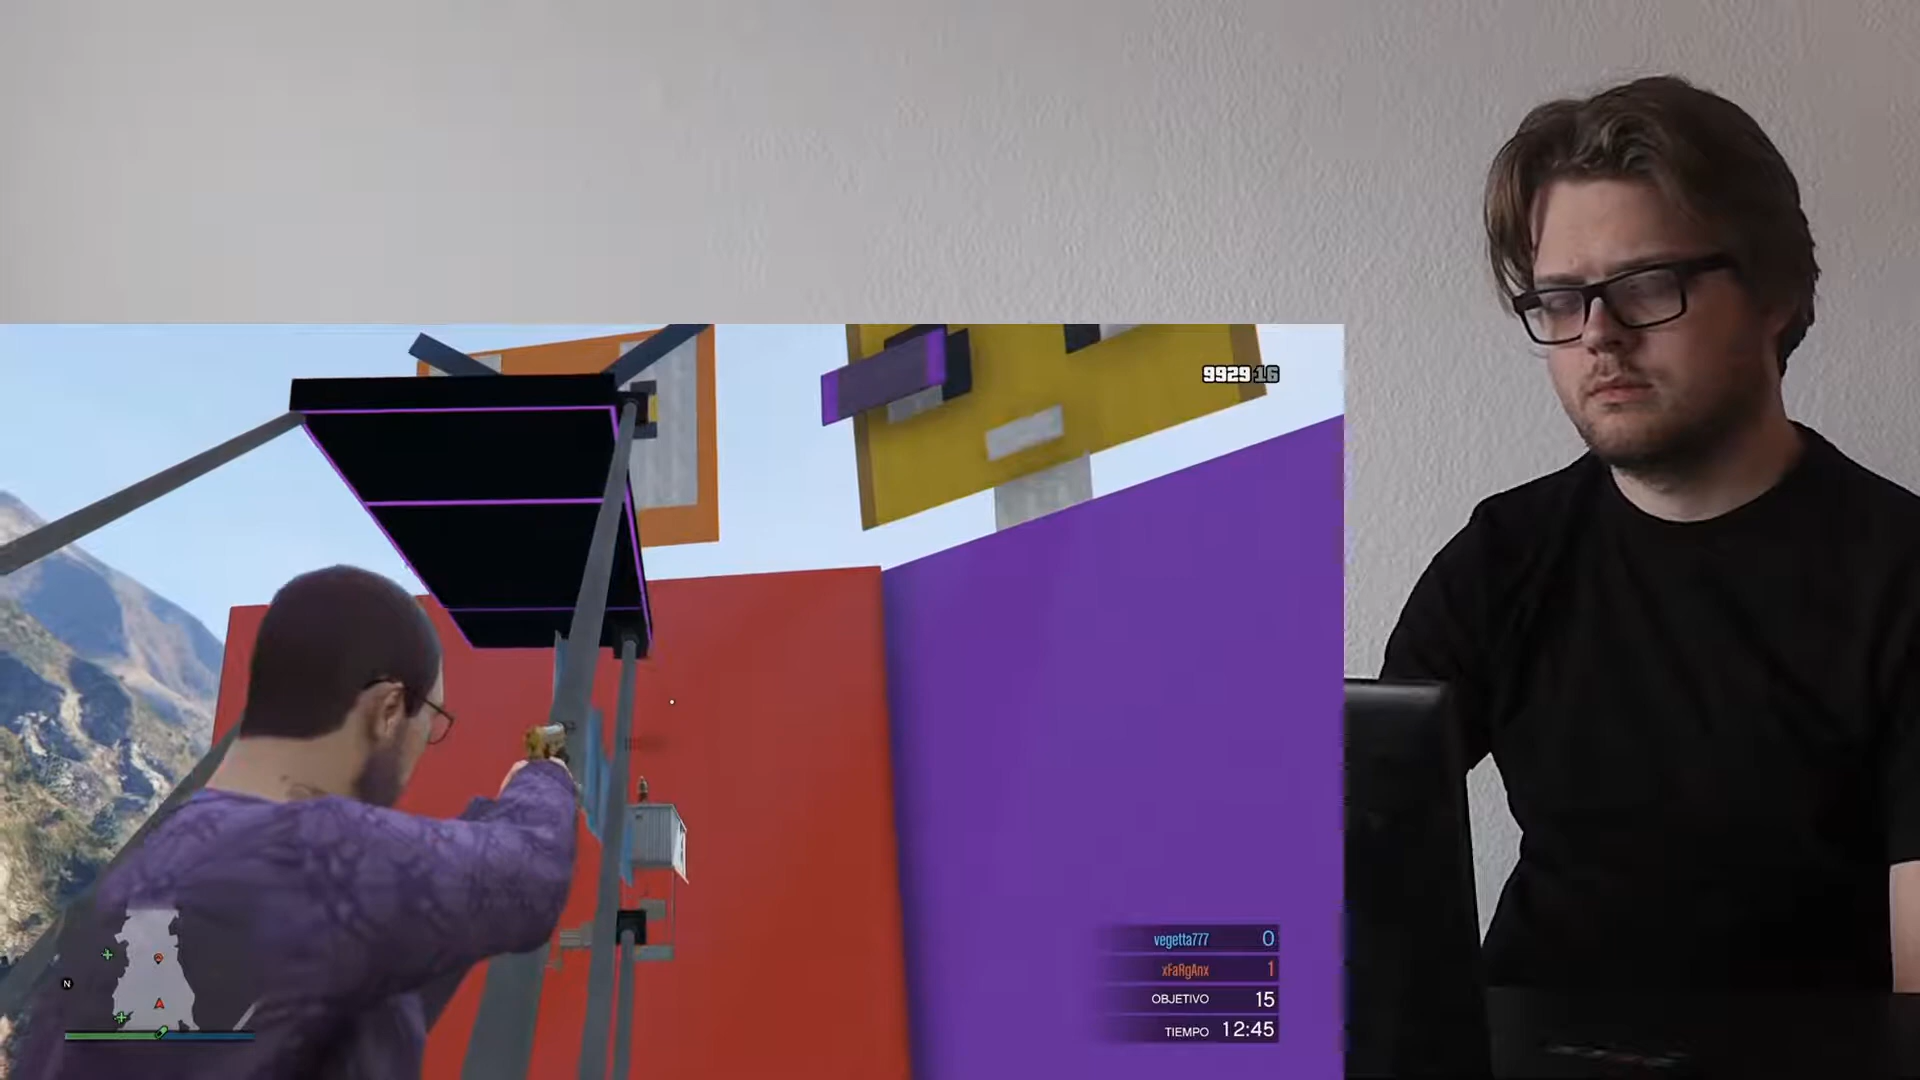 9929 16
vegetta777 0
xFaRgAnx 1
OBJETIVO 15
TIEMPO 12:45
N